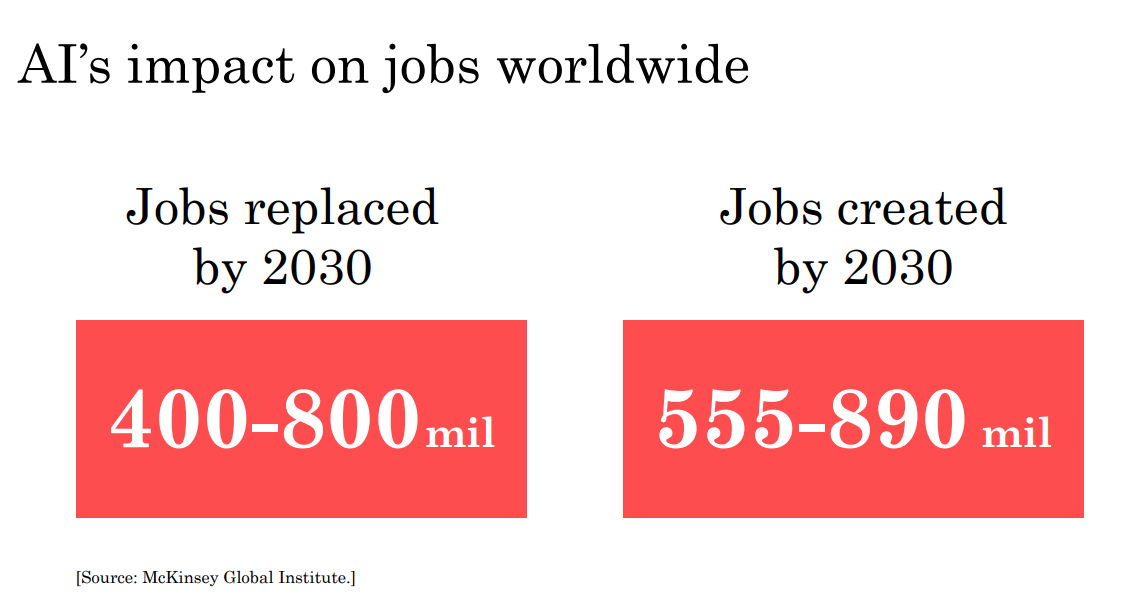 AI’s impact on jobs worldwide
Jobs replaced
by 2030
400-800 mil
Jobs created
by 2030
555-890 mil
[Source: McKinsey Global Institute.]